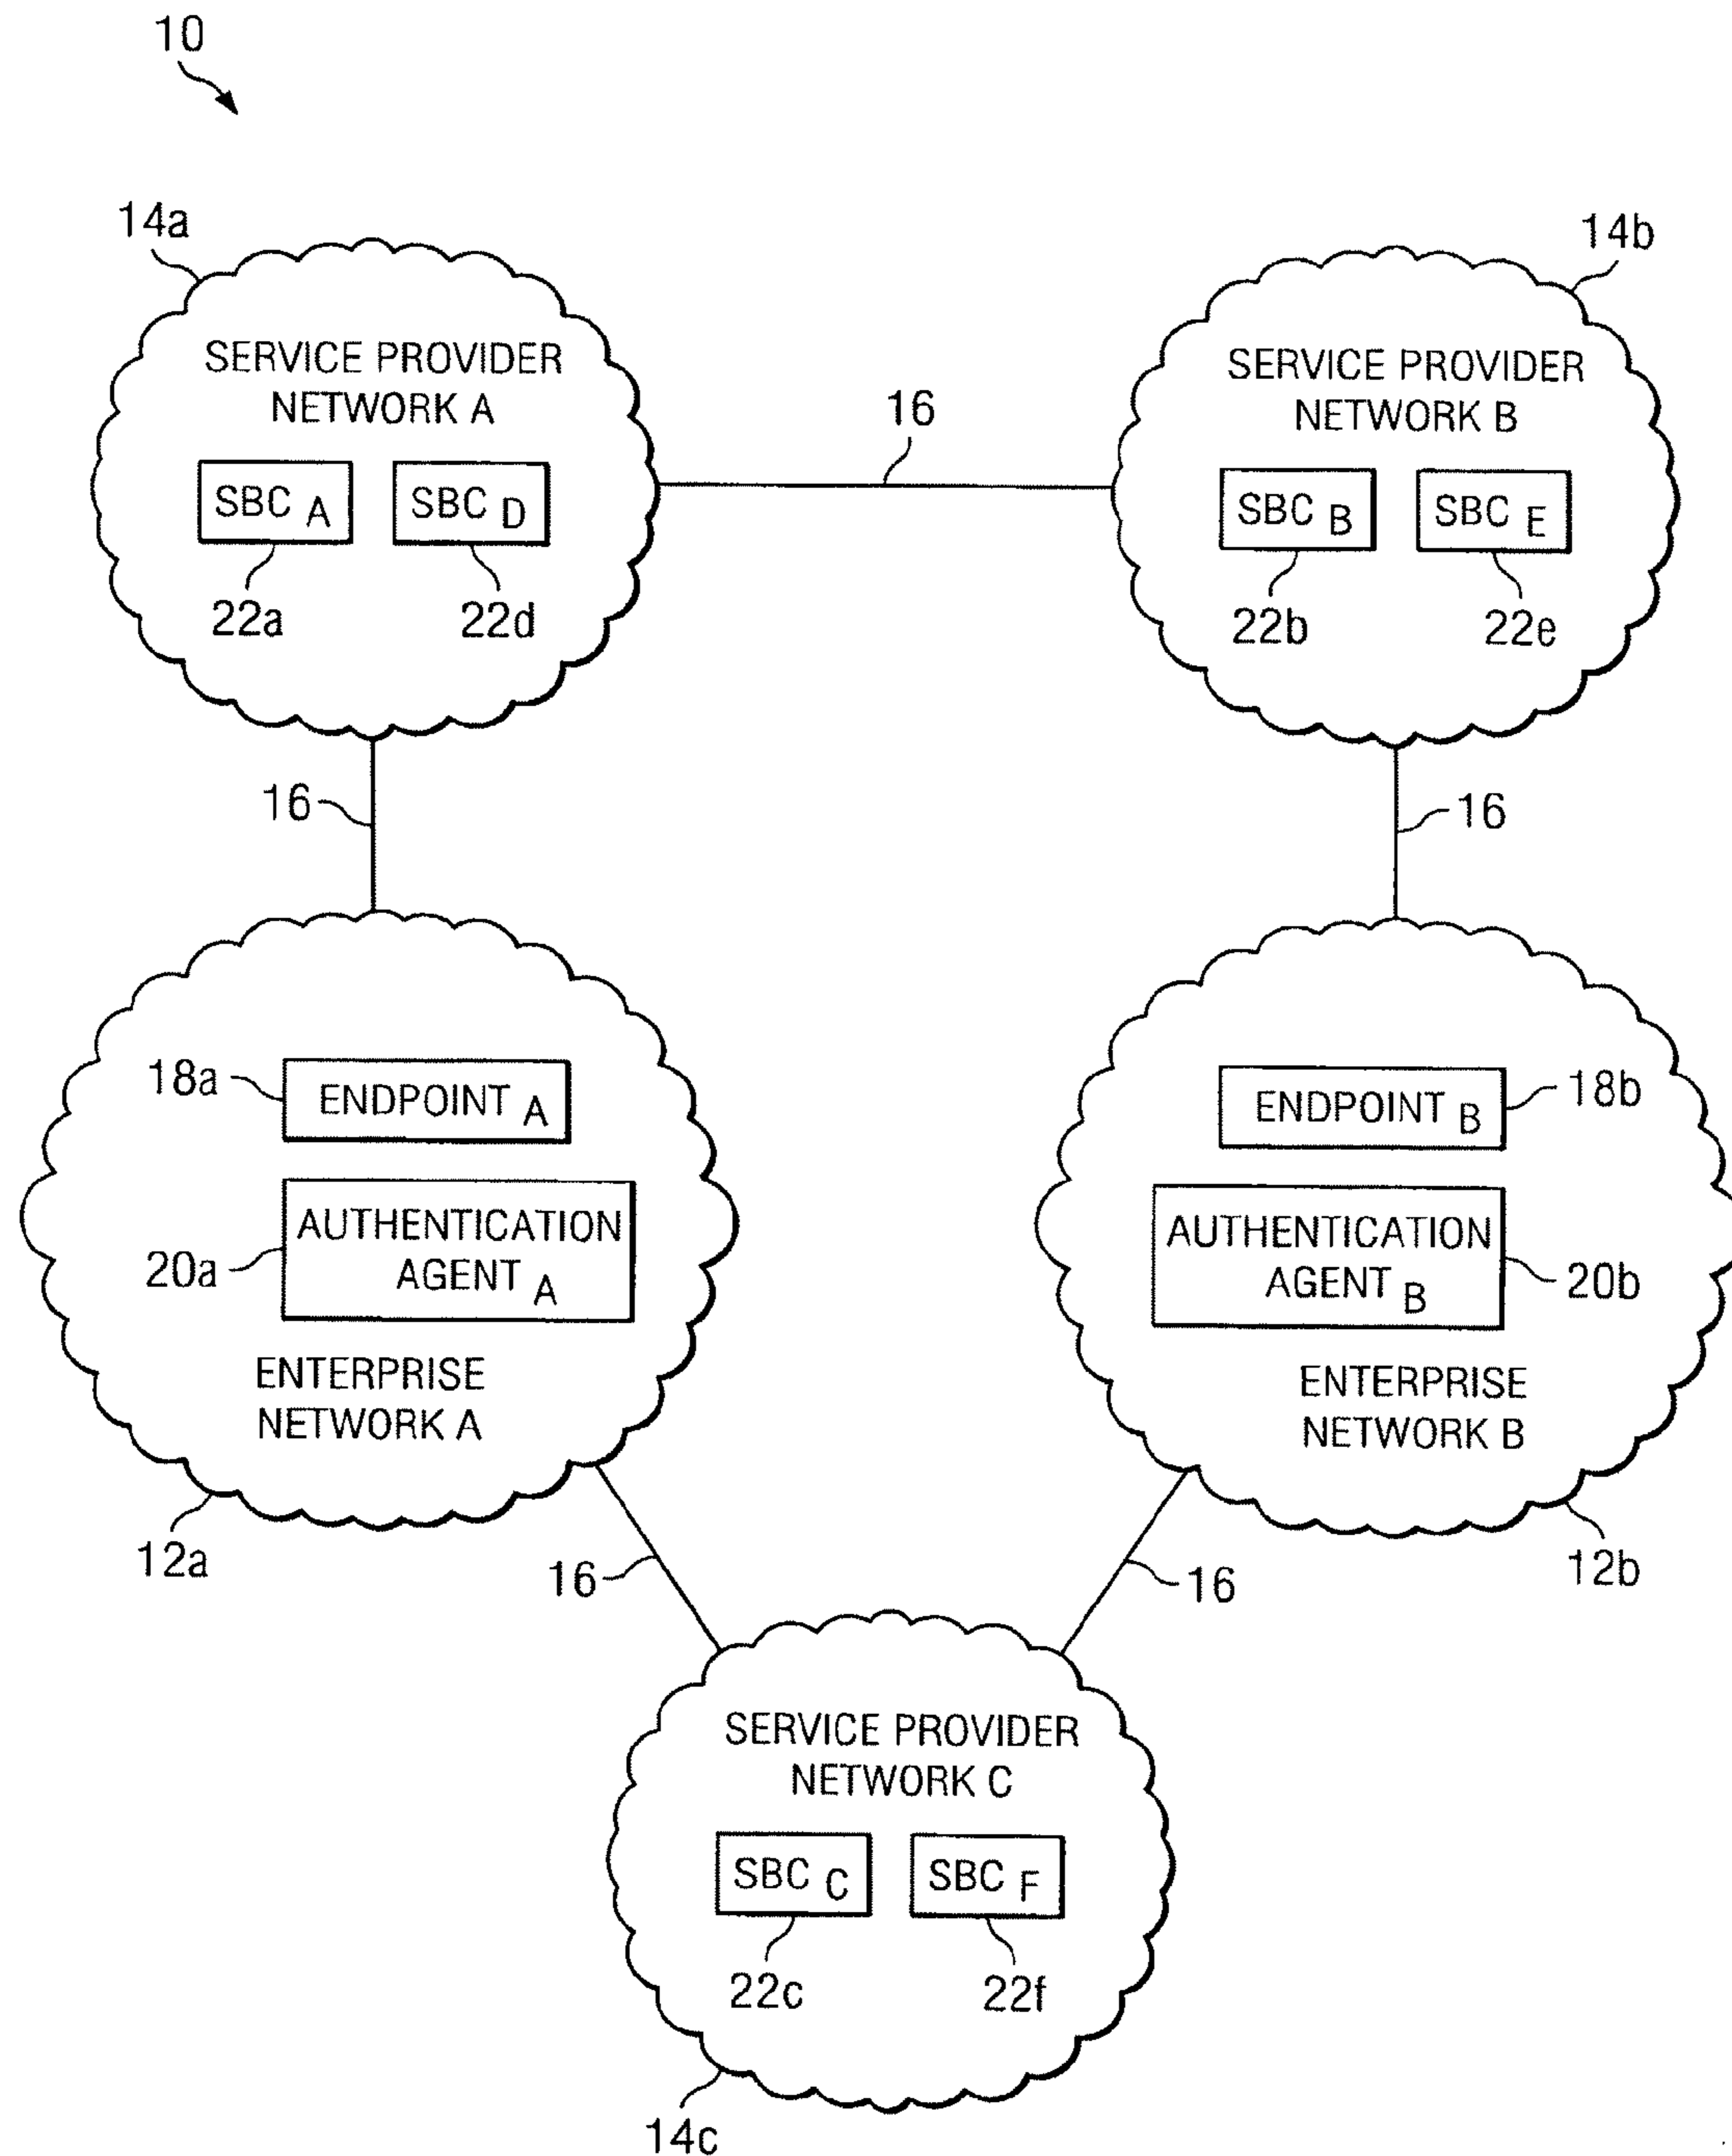 10
14a
14b
SERVICE PROVIDER
NETWORK A
SERVICE PROVIDER
NETWORK B
16
SBC A
SBC D
SBC B
SBC E
22a
22d
22b
22e
16
16
18a
ENDPOINT A
ENDPOINT B
18b
AUTHENTICATION
AGENT A
20a
AUTHENTICATION
AGENT B
20b
ENTERPRISE
NETWORK A
ENTERPRISE
NETWORK B
12a
16
16
12b
SERVICE PROVIDER
NETWORK C
SBC C
SBC F
22c
22f
14c